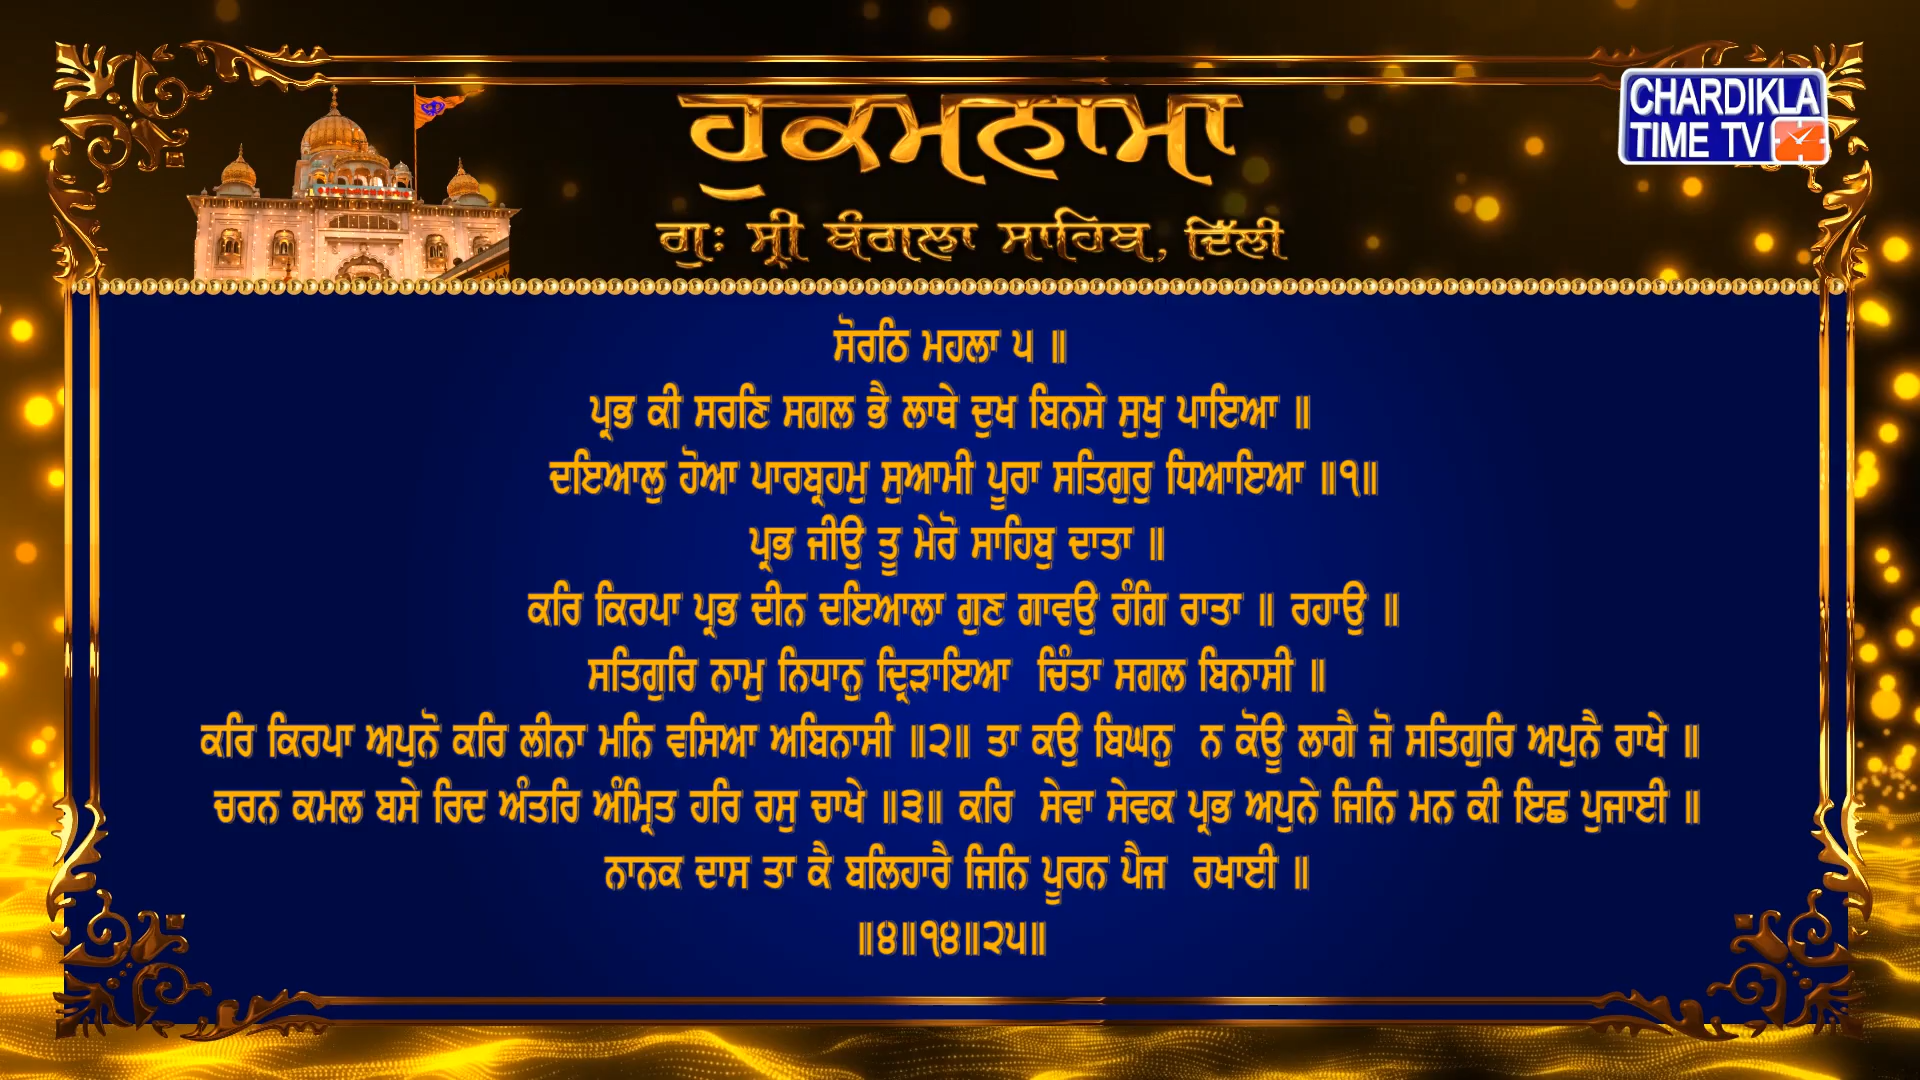 ਹੁਕਮਨਾਮਾ
CHARDIKLA
TIME TV
ਗੁਃ ਸ੍ਰੀ ਬੰਗਲਾ ਸਾਹਿਬ, ਦਿੱਲੀ
ਸੋਰਠਿ ਮਹਲਾ ੫ ॥
ਪ੍ਰਭ ਕੀ ਸਰਣਿ ਸਗਲ ਭੈ ਲਾਥੇ ਦੁਖ ਬਿਨਸੇ ਸੁਖੁ ਪਾਇਆ ॥
ਦਇਆਲੁ ਹੋਆ ਪਾਰਬ੍ਰਹਮੁ ਸੁਆਮੀ ਪੂਰਾ ਸਤਿਗੁਰੁ ਧਿਆਇਆ ॥੧॥
ਪ੍ਰਭ ਜੀਉ ਤੂ ਮੇਰੋ ਸਾਹਿਬੁ ਦਾਤਾ ॥
ਕਰਿ ਕਿਰਪਾ ਪ੍ਰਭ ਦੀਨ ਦਇਆਲਾ ਗੁਣ ਗਾਵਉ ਰੰਗਿ ਰਾਤਾ ॥ ਰਹਾਉ ॥
ਸਤਿਗੁਰਿ ਨਾਮੁ ਨਿਧਾਨੁ ਦ੍ਰਿੜਾਇਆ ਚਿੰਤਾ ਸਗਲ ਬਿਨਾਸੀ ॥
ਕਰਿ ਕਿਰਪਾ ਅਪੁਨੋ ਕਰਿ ਲੀਨਾ ਮਨਿ ਵਸਿਆ ਅਬਿਨਾਸੀ ॥੨॥ ਤਾ ਕਉ ਬਿਘਨੁ ਨ ਕੋਊ ਲਾਗੈ ਜੋ ਸਤਿਗੁਰਿ ਅਪੁਨੈ ਰਾਖੇ ॥
ਚਰਨ ਕਮਲ ਬਸੇ ਰਿਦ ਅੰਤਰਿ ਅੰਮ੍ਰਿਤ ਹਰਿ ਰਸੁ ਚਾਖੇ ॥੩॥ ਕਰਿ ਸੇਵਾ ਸੇਵਕ ਪ੍ਰਭ ਅਪੁਨੇ ਜਿਨਿ ਮਨ ਕੀ ਇਛ ਪੁਜਾਈ ॥
ਨਾਨਕ ਦਾਸ ਤਾ ਕੈ ਬਲਿਹਾਰੈ ਜਿਨਿ ਪੂਰਨ ਪੈਜ ਰਖਾਈ ॥
॥੪॥੧੪॥੨੫॥